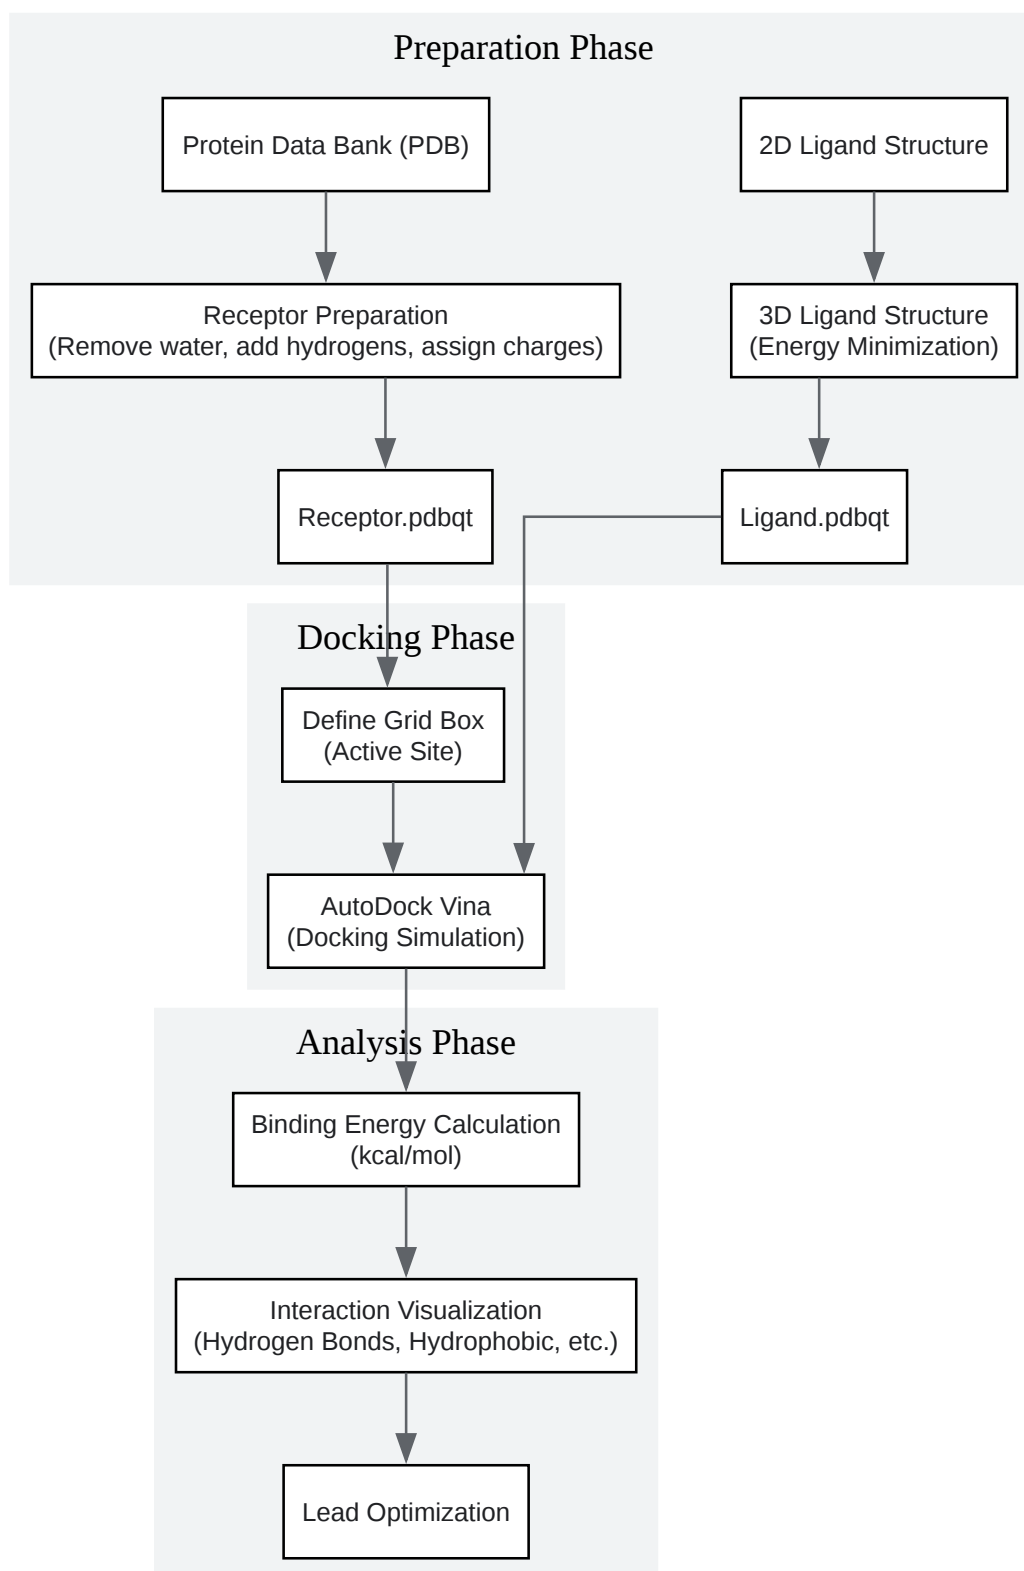 Preparation Phase
Protein Data Bank (PDB)
2D Ligand Structure
Receptor Preparation
(Remove water, add hydrogens, assign charges)
3D Ligand Structure
(Energy Minimization)
Receptor.pdbqt
Ligand.pdbqt
Docking Phase
Define Grid Box
(Active Site)
AutoDock Vina
(Docking Simulation)
Analysis Phase
Binding Energy Calculation
(kcal/mol)
Interaction Visualization
(Hydrogen Bonds, Hydrophobic, etc.)
Lead Optimization